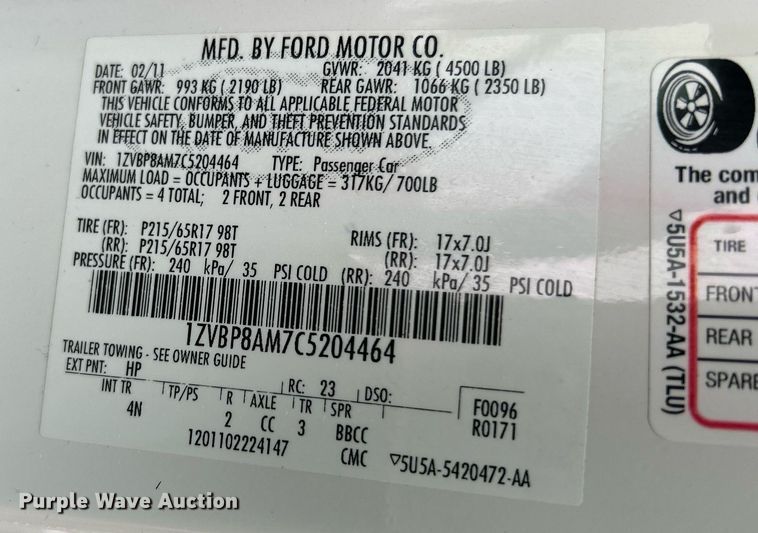 MFD. BY FORD MOTOR CO.
DATE: 02/11 GVWR: 2041 KG ( 4500 LB)
FRONT GAWR: 993 KG ( 2190 LB) REAR GAWR: 1066 KG ( 2350 LB)
THIS VEHICLE CONFORMS TO ALL APPLICABLE FEDERAL MOTOR
VEHICLE SAFETY, BUMPER, AND THEFT PREVENTION STANDARDS
IN EFFECT ON THE DATE OF MANUFACTURE SHOWN ABOVE.
VIN: 1ZVBP8AM7C5204464 TYPE: Passenger Car
MAXIMUM LOAD = OCCUPANTS + LUGGAGE = 317KG/ 700LB
OCCUPANTS = 4 TOTAL; 2 FRONT, 2 REAR
TIRE (FR): P215/65R17 98T RIMS (FR): 17x7.0J
(RR): P215/65R17 98T (RR): 17x7.0J
PRESSURE (FR): 240 kPa/ 35 PSI COLD (RR): 240 kPa/ 35 PSI COLD
1ZVBP8AM7C5204464
TRAILER TOWING - SEE OWNER GUIDE
EXT PNT: HP RC: 23 DSO:
INT TR TP/PS R AXLE TR SPR F0096
4N 2 CC 3 BBCC R0171
1201102224147 CMC ▽5U5A-5420472-AA
The com
and
▽5U5A-1532-AA (TLU)
TIRE
FRONT
REAR
SPARE
Purple Wave Auction